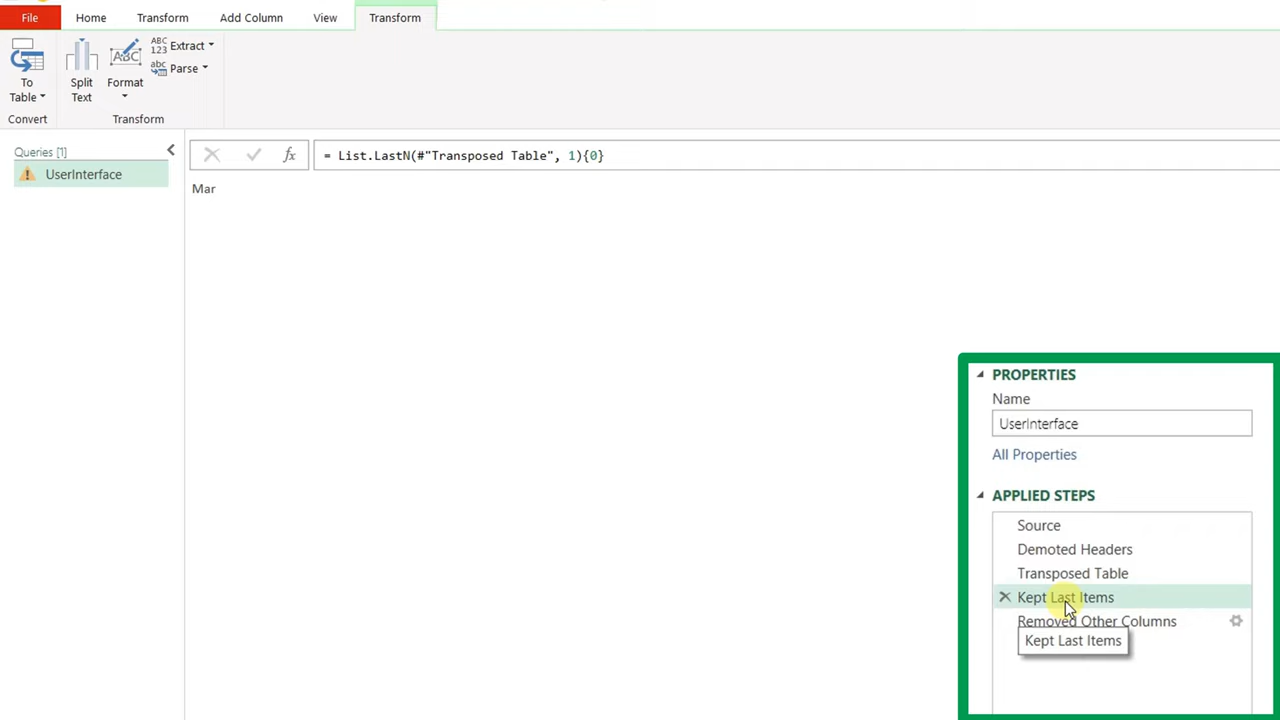 File Home Transform Add Column View Transform
To Table
Split Text
Format
ABC 123 Extract
abc Parse
Convert
Transform
Queries [1]
UserInterface
fx = List.LastN(#"Transposed Table", 1){0}
Mar
PROPERTIES
Name
UserInterface
All Properties
APPLIED STEPS
Source
Demoted Headers
Transposed Table
Kept Last Items
Removed Other Columns
Kept Last Items